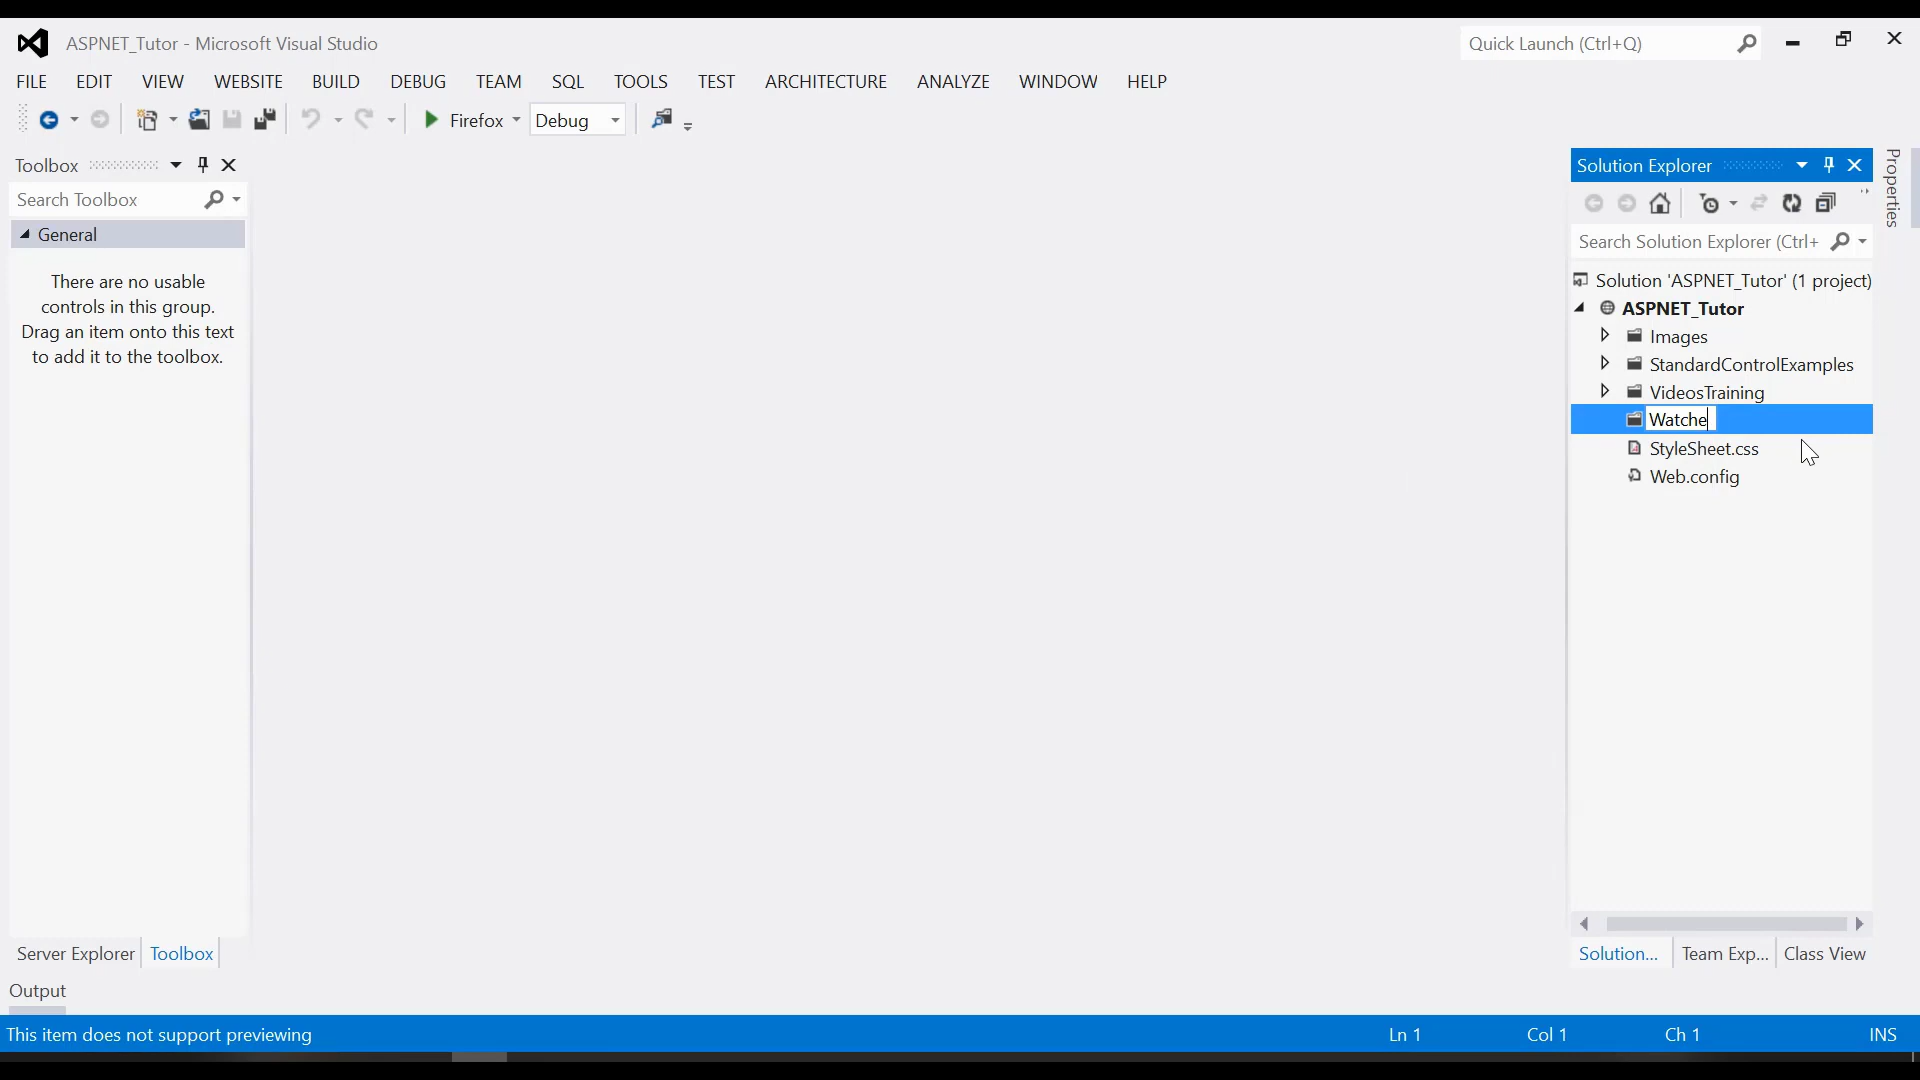 ASPNET_Tutor - Microsoft Visual Studio
Quick Launch (Ctrl+Q)
FILE EDIT VIEW WEBSITE BUILD DEBUG TEAM SQL TOOLS TEST ARCHITECTURE ANALYZE WINDOW HELP
Firefox Debug
Toolbox
Search Toolbox
General
There are no usable
controls in this group.
Drag an item onto this text
to add it to the toolbox.
Solution Explorer
Properties
Search Solution Explorer (Ctrl+
Solution 'ASPNET_Tutor' (1 project)
ASPNET_Tutor
Images
StandardControlExamples
VideosTraining
Watche
StyleSheet.css
Web.config
Server Explorer Toolbox
Solution... Team Exp... Class View
Output
This item does not support previewing Ln 1 Col 1 Ch 1 INS